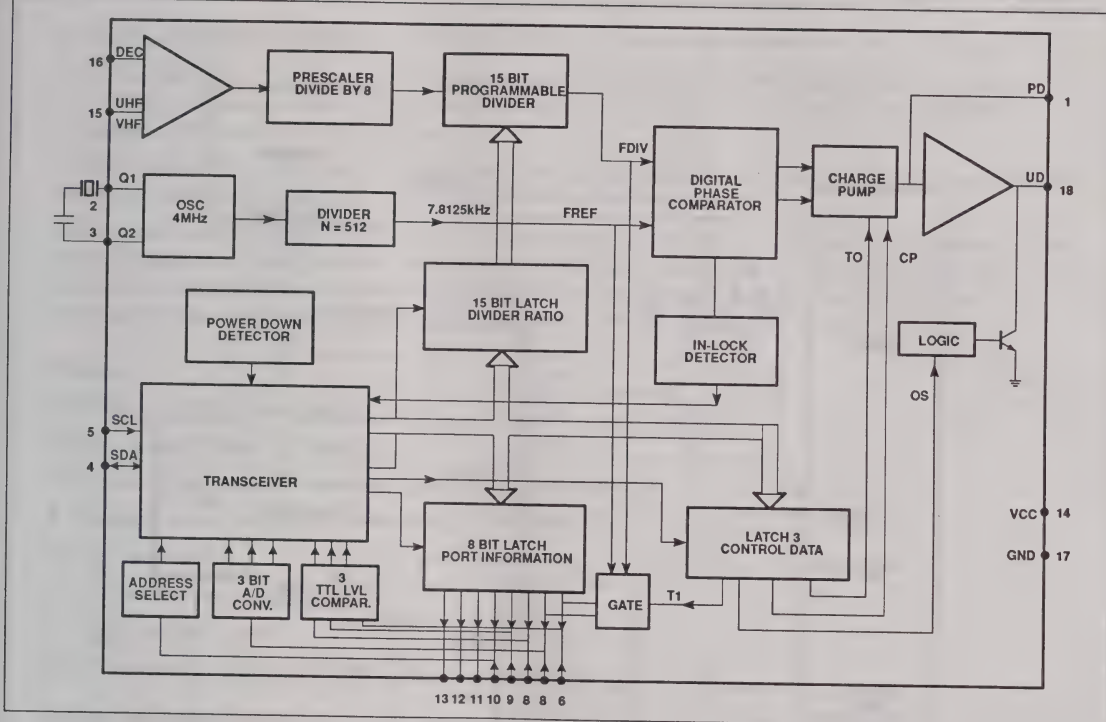 16 DEC
15 UHF
VHF
PRESCALER
DIVIDE BY 8
15 BIT
PROGRAMMABLE
DIVIDER
PD 1
UD 18
Q1
2
3 Q2
OSC
4MHz
DIVIDER
N = 512
7.8125kHz
FREF
FDIV
DIGITAL
PHASE
COMPARATOR
CHARGE
PUMP
TO
CP
15 BIT LATCH
DIVIDER RATIO
POWER DOWN
DETECTOR
IN-LOCK
DETECTOR
LOGIC
OS
5 SCL
4 SDA
TRANSCEIVER
8 BIT LATCH
PORT INFORMATION
LATCH 3
CONTROL DATA
VCC 14
GND 17
ADDRESS
SELECT
3 BIT
A/D
CONV.
3
TTL LVL
COMPAR.
GATE
T1
13 12 11 10 9 8 8 6